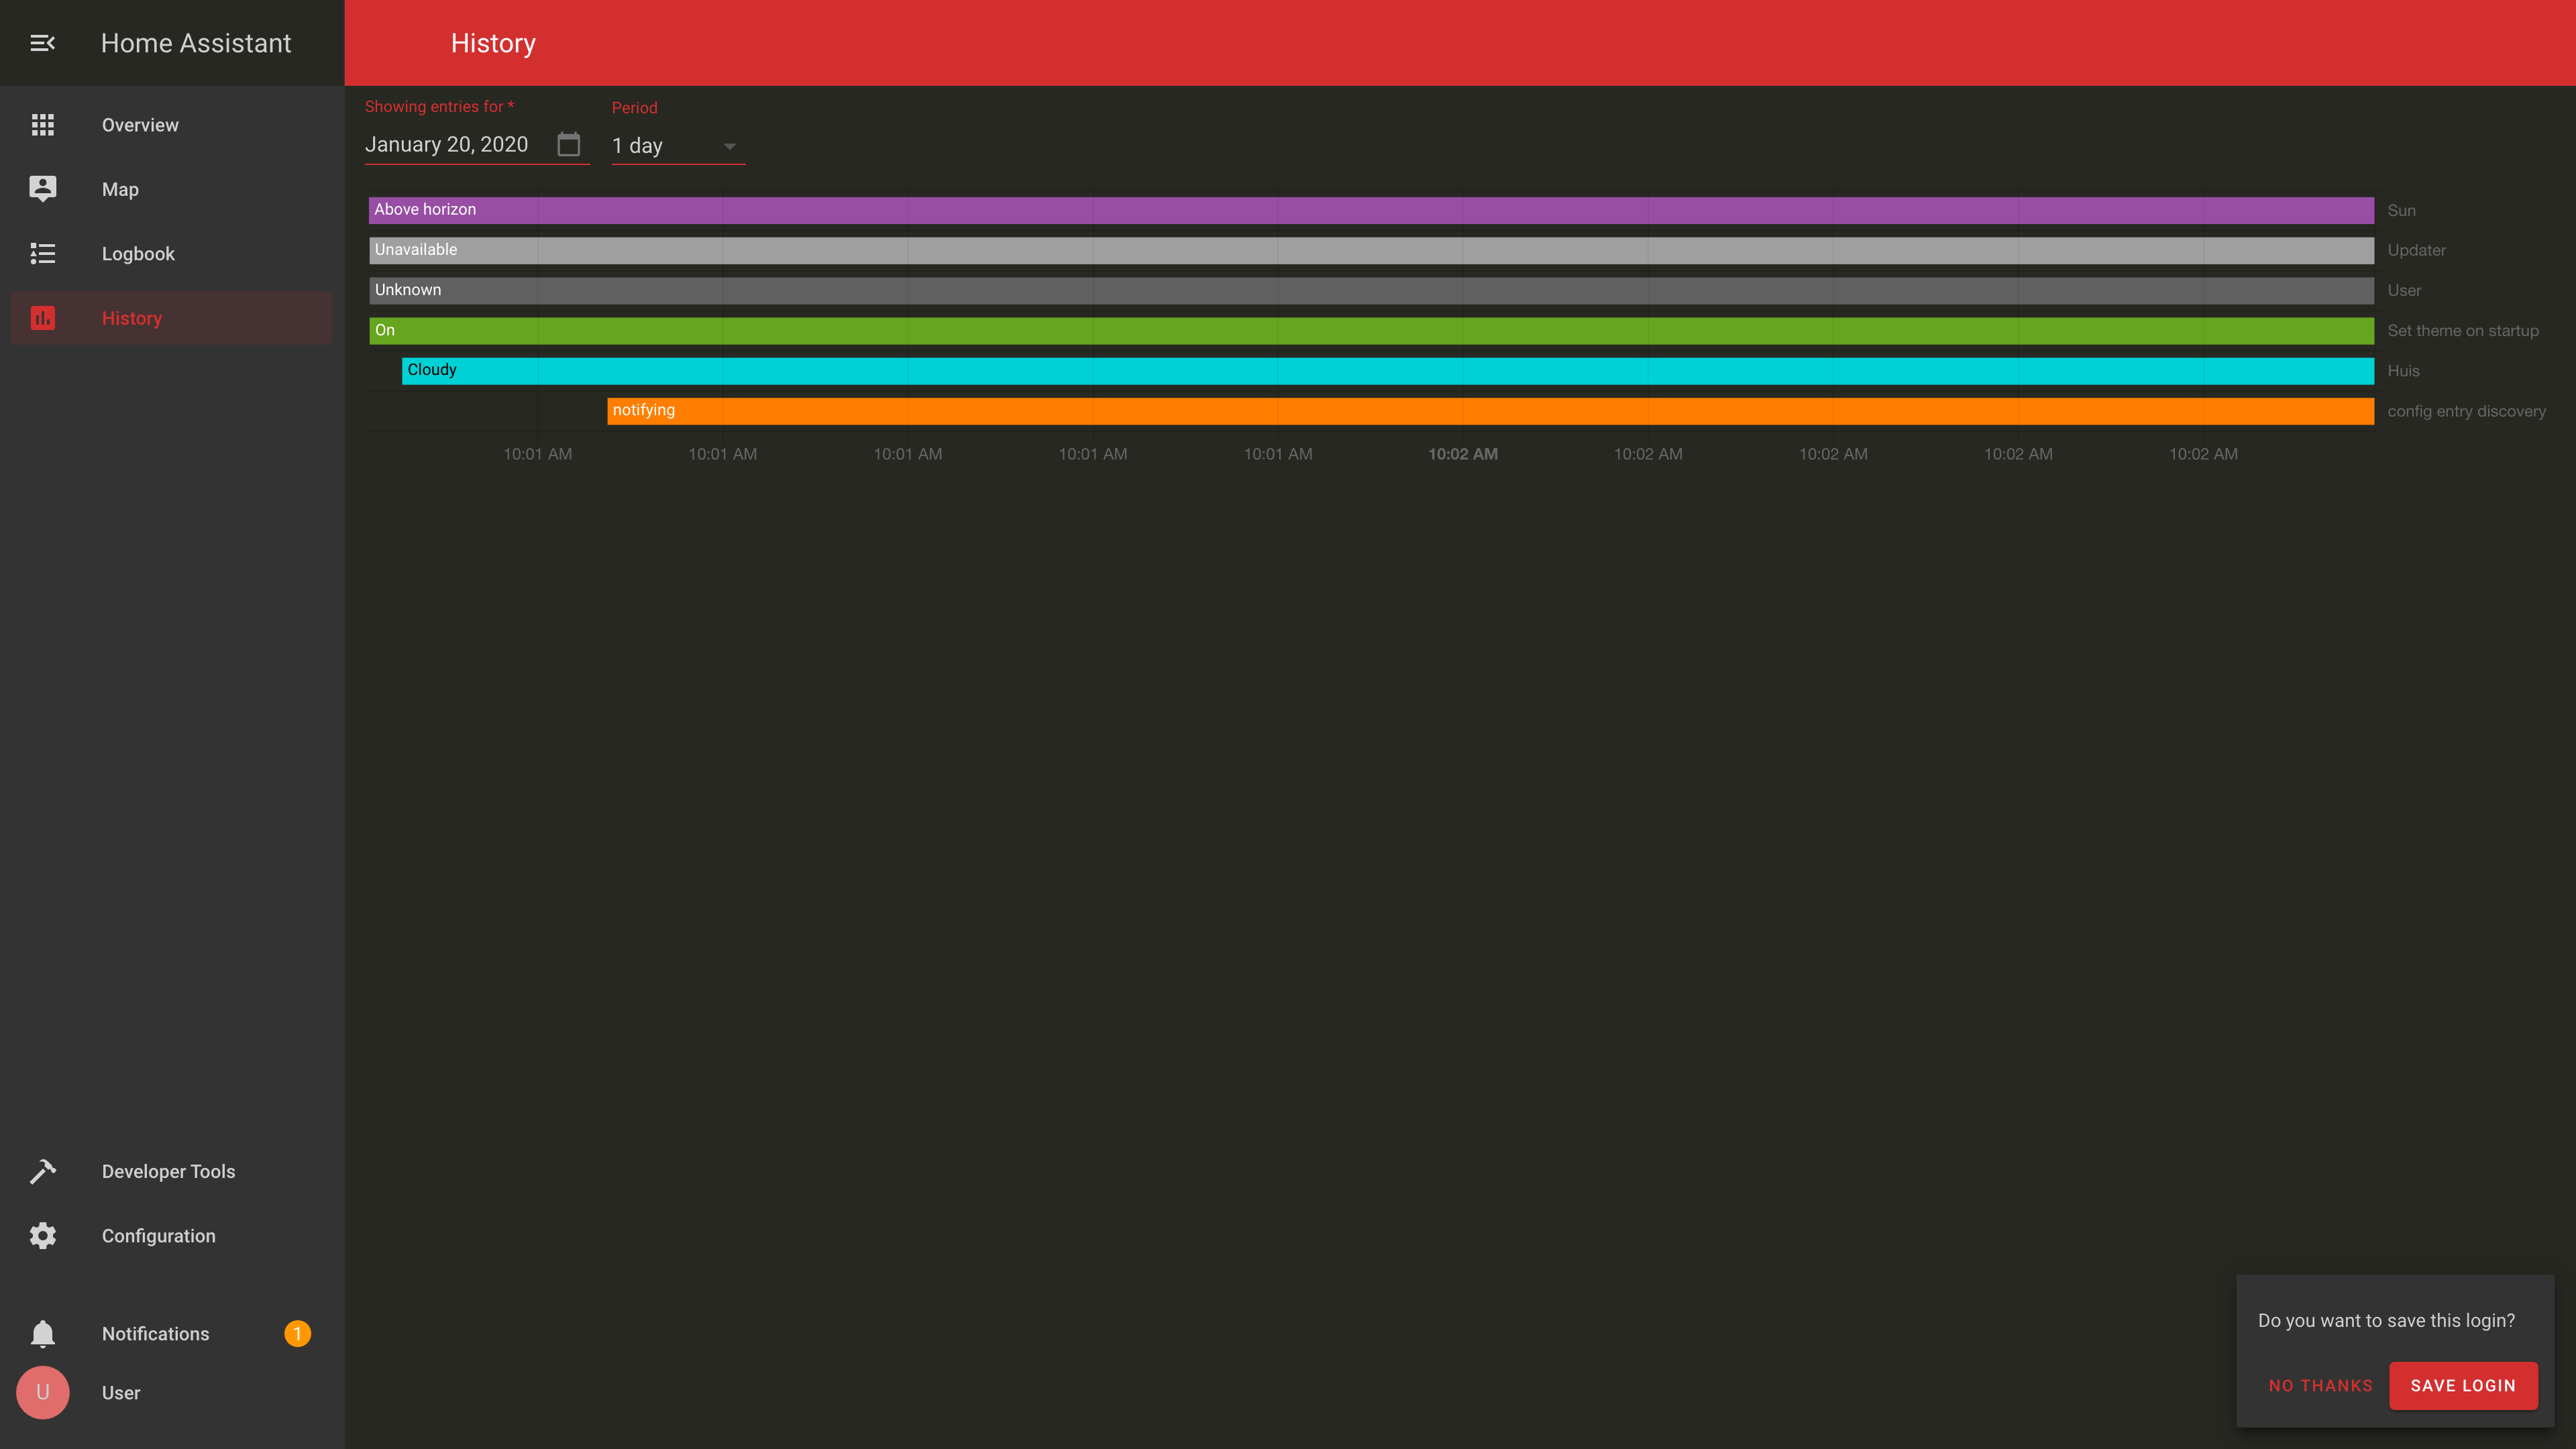 Home Assistant
History
Overview
Map
Logbook
History
Developer Tools
Configuration
Notifications
1
U
User
Showing entries for *
Period
January 20, 2020
1 day
Above horizon
Sun
Unavailable
Updater
Unknown
User
On
Set theme on startup
Cloudy
Huis
notifying
config entry discovery
10:01 AM 10:01 AM 10:01 AM 10:01 AM 10:01 AM 10:02 AM 10:02 AM 10:02 AM 10:02 AM 10:02 AM
Do you want to save this login?
NO THANKS
SAVE LOGIN